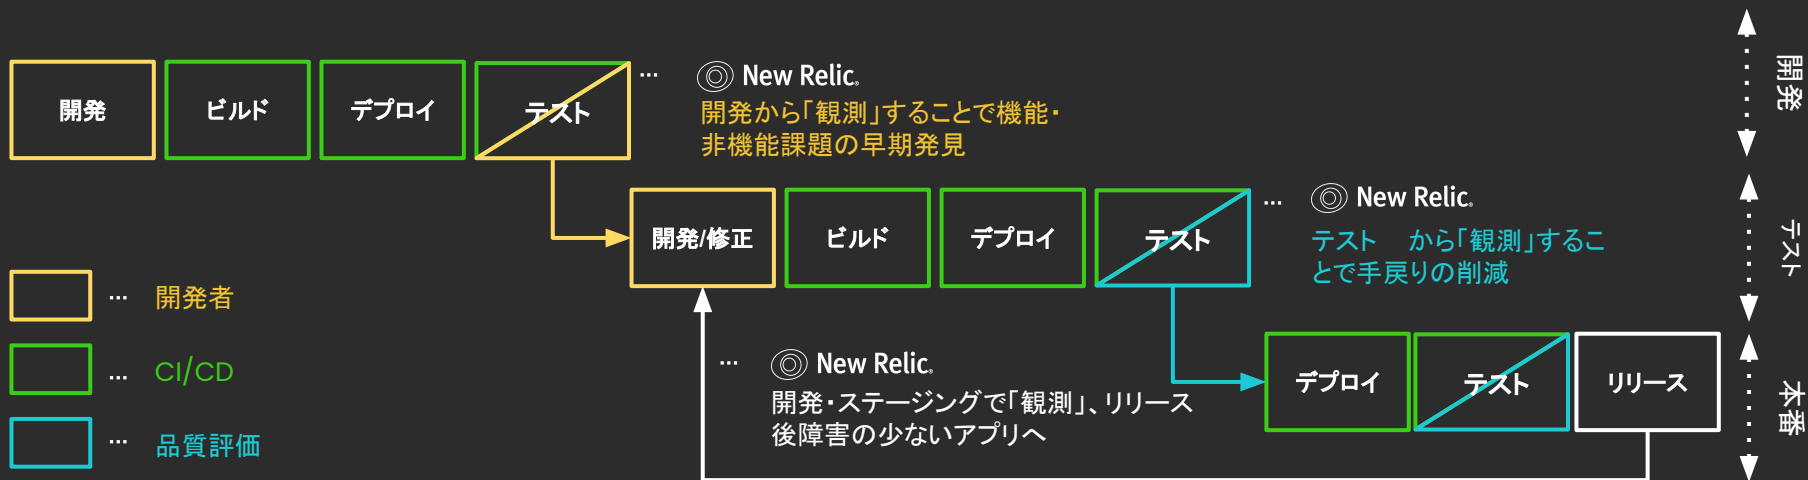 開発
ビルド
デプロイ
テスト
…
New Relic®
開発から「観測」することで機能・
非機能課題の早期発見
開発
開発/修正
ビルド
デプロイ
テスト
…
New Relic®
テスト から「観測」するこ
とで手戻りの削減
テスト
… 開発者
… CI/CD
… 品質評価
…
New Relic®
開発・ステージングで「観測」、リリース
後障害の少ないアプリへ
デプロイ
テスト
リリース
本番